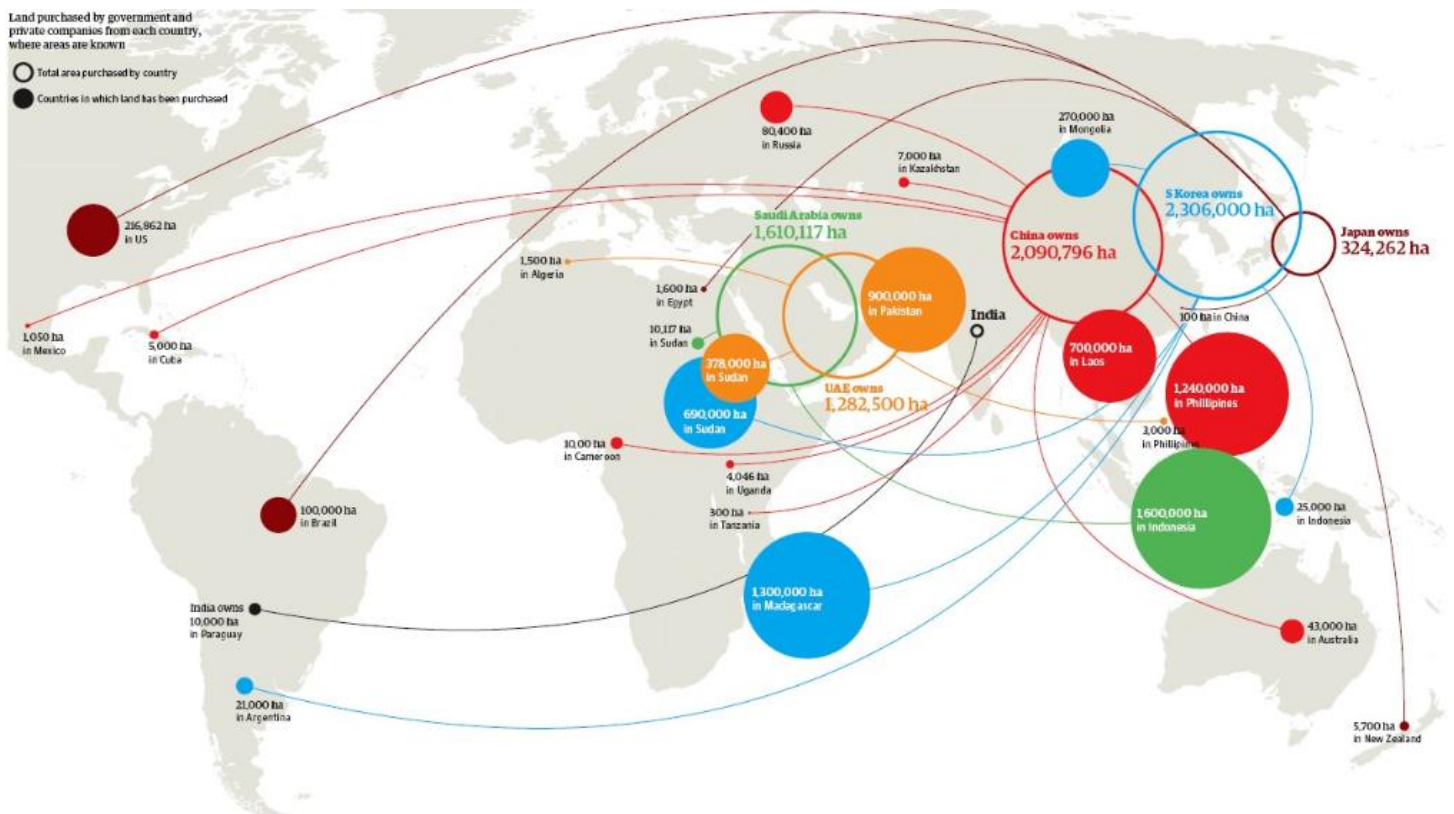 Land purchased by government and
private companies from each country,
where areas are known
Total area purchased by country
Countries in which land has been purchased
216,862 ha
in US
1,050 ha
in Mexico
5,000 ha
in Cuba
100,000 ha
in Brazil
India owns
10,000 ha
in Paraguay
21,000 ha
in Argentina
80,400 ha
in Russia
7,000 ha
in Kazakhstan
270,000 ha
in Mongolia
S Korea owns
2,306,000 ha
Saudi Arabia owns
1,610,117 ha
China owns
2,090,796 ha
Japan owns
324,262 ha
1,500 ha
in Algeria
1,600 ha
in Egypt
900,000 ha
in Pakistan
India
100 ha in China
10,117 ha
in Sudan
378,000 ha
in Sudan
690,000 ha
in Sudan
UAE owns
1,282,500 ha
700,000 ha
in Laos
1,240,000 ha
in Phillipines
3,000 ha
in Phillipines
10,00 ha
in Cameroon
4,046 ha
in Uganda
300 ha
in Tanzania
1,600,000 ha
in Indonesia
25,000 ha
in Indonesia
1,300,000 ha
in Madagascar
43,000 ha
in Australia
5,700 ha
in New Zealand